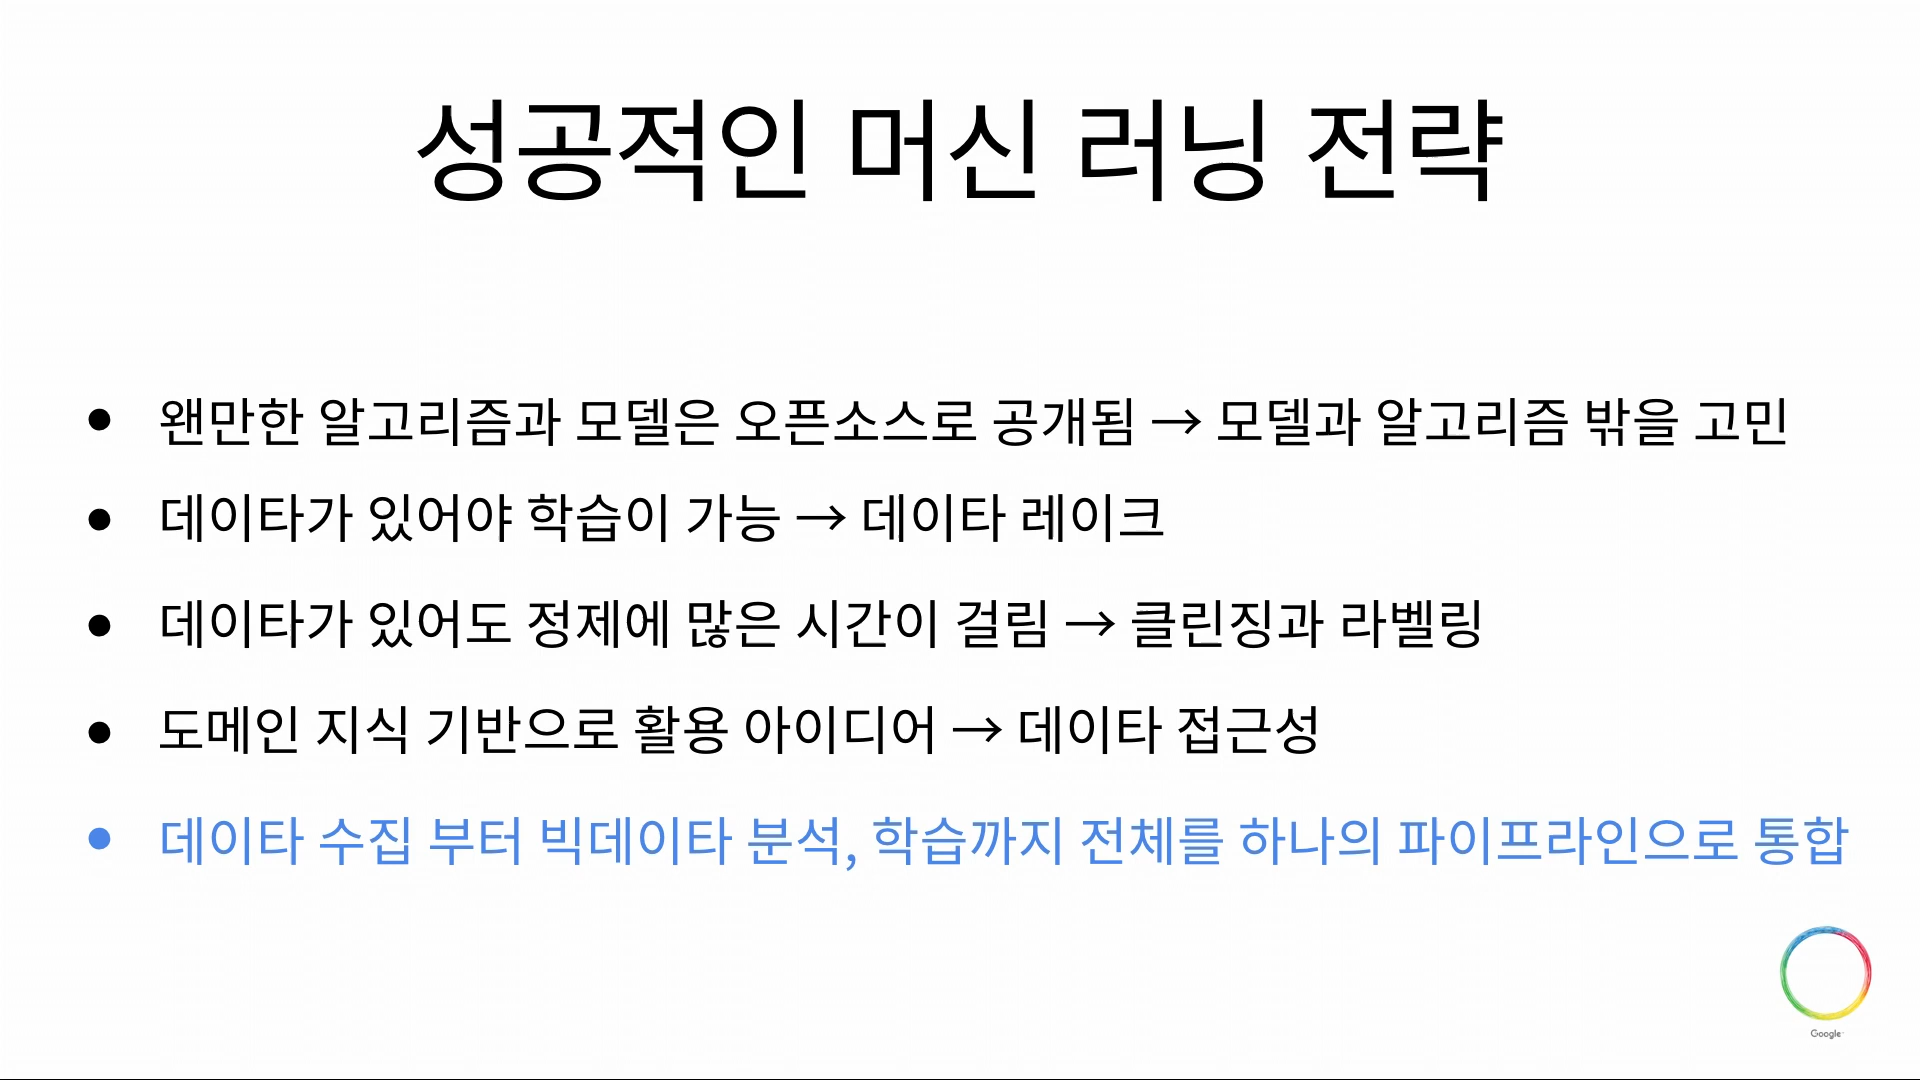 성공적인 머신 러닝 전략
● 왠만한 알고리즘과 모델은 오픈소스로 공개됨 → 모델과 알고리즘 밖을 고민
● 데이타가 있어야 학습이 가능 → 데이타 레이크
● 데이타가 있어도 정제에 많은 시간이 걸림 → 클린징과 라벨링
● 도메인 지식 기반으로 활용 아이디어 → 데이타 접근성
● 데이타 수집 부터 빅데이타 분석, 학습까지 전체를 하나의 파이프라인으로 통합
Google